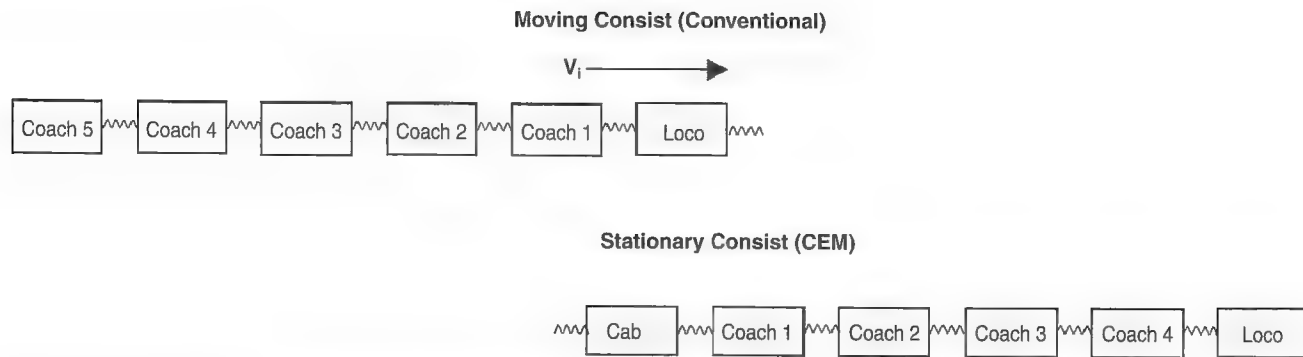 Moving Consist (Conventional)
Vi
Coach 5 Coach 4 Coach 3 Coach 2 Coach 1 Loco
Stationary Consist (CEM)
Cab Coach 1 Coach 2 Coach 3 Coach 4 Loco